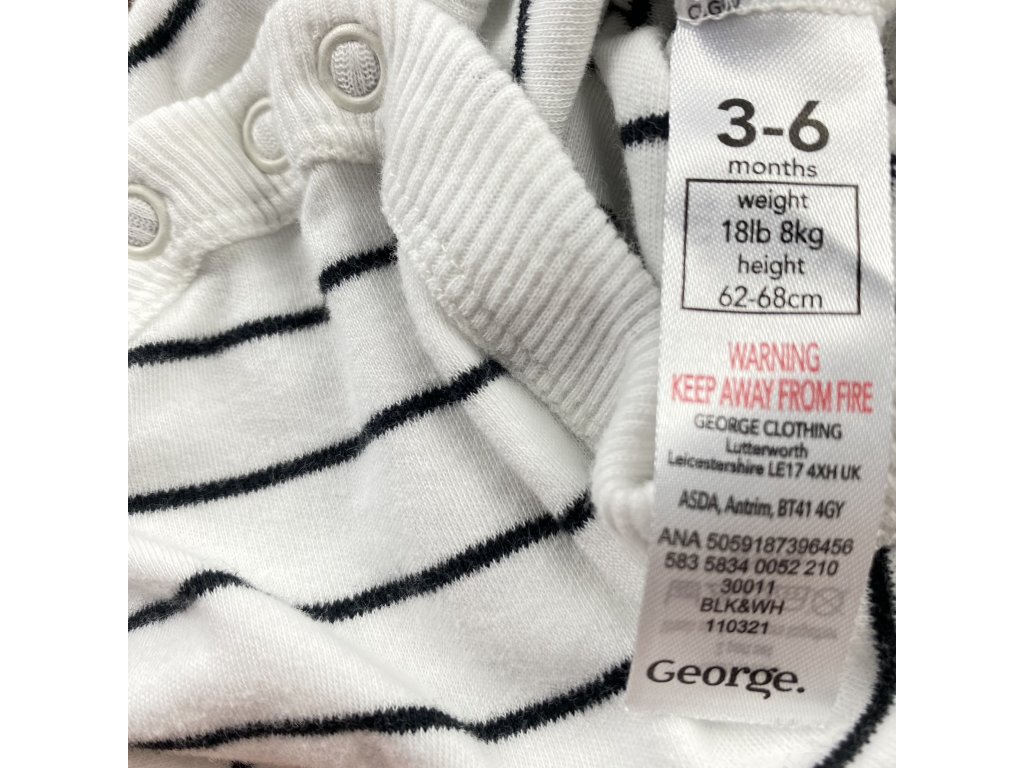 3-6
months
weight
18lb 8kg
height
62-68cm
WARNING
KEEP AWAY FROM FIRE
GEORGE CLOTHING
Lutterworth
Leicestershire LE17 4XH UK
ASDA, Antrim, BT41 4GY
ANA 5059187396456
583 5834 0052 210
30011
BLK&WH
110321
George.